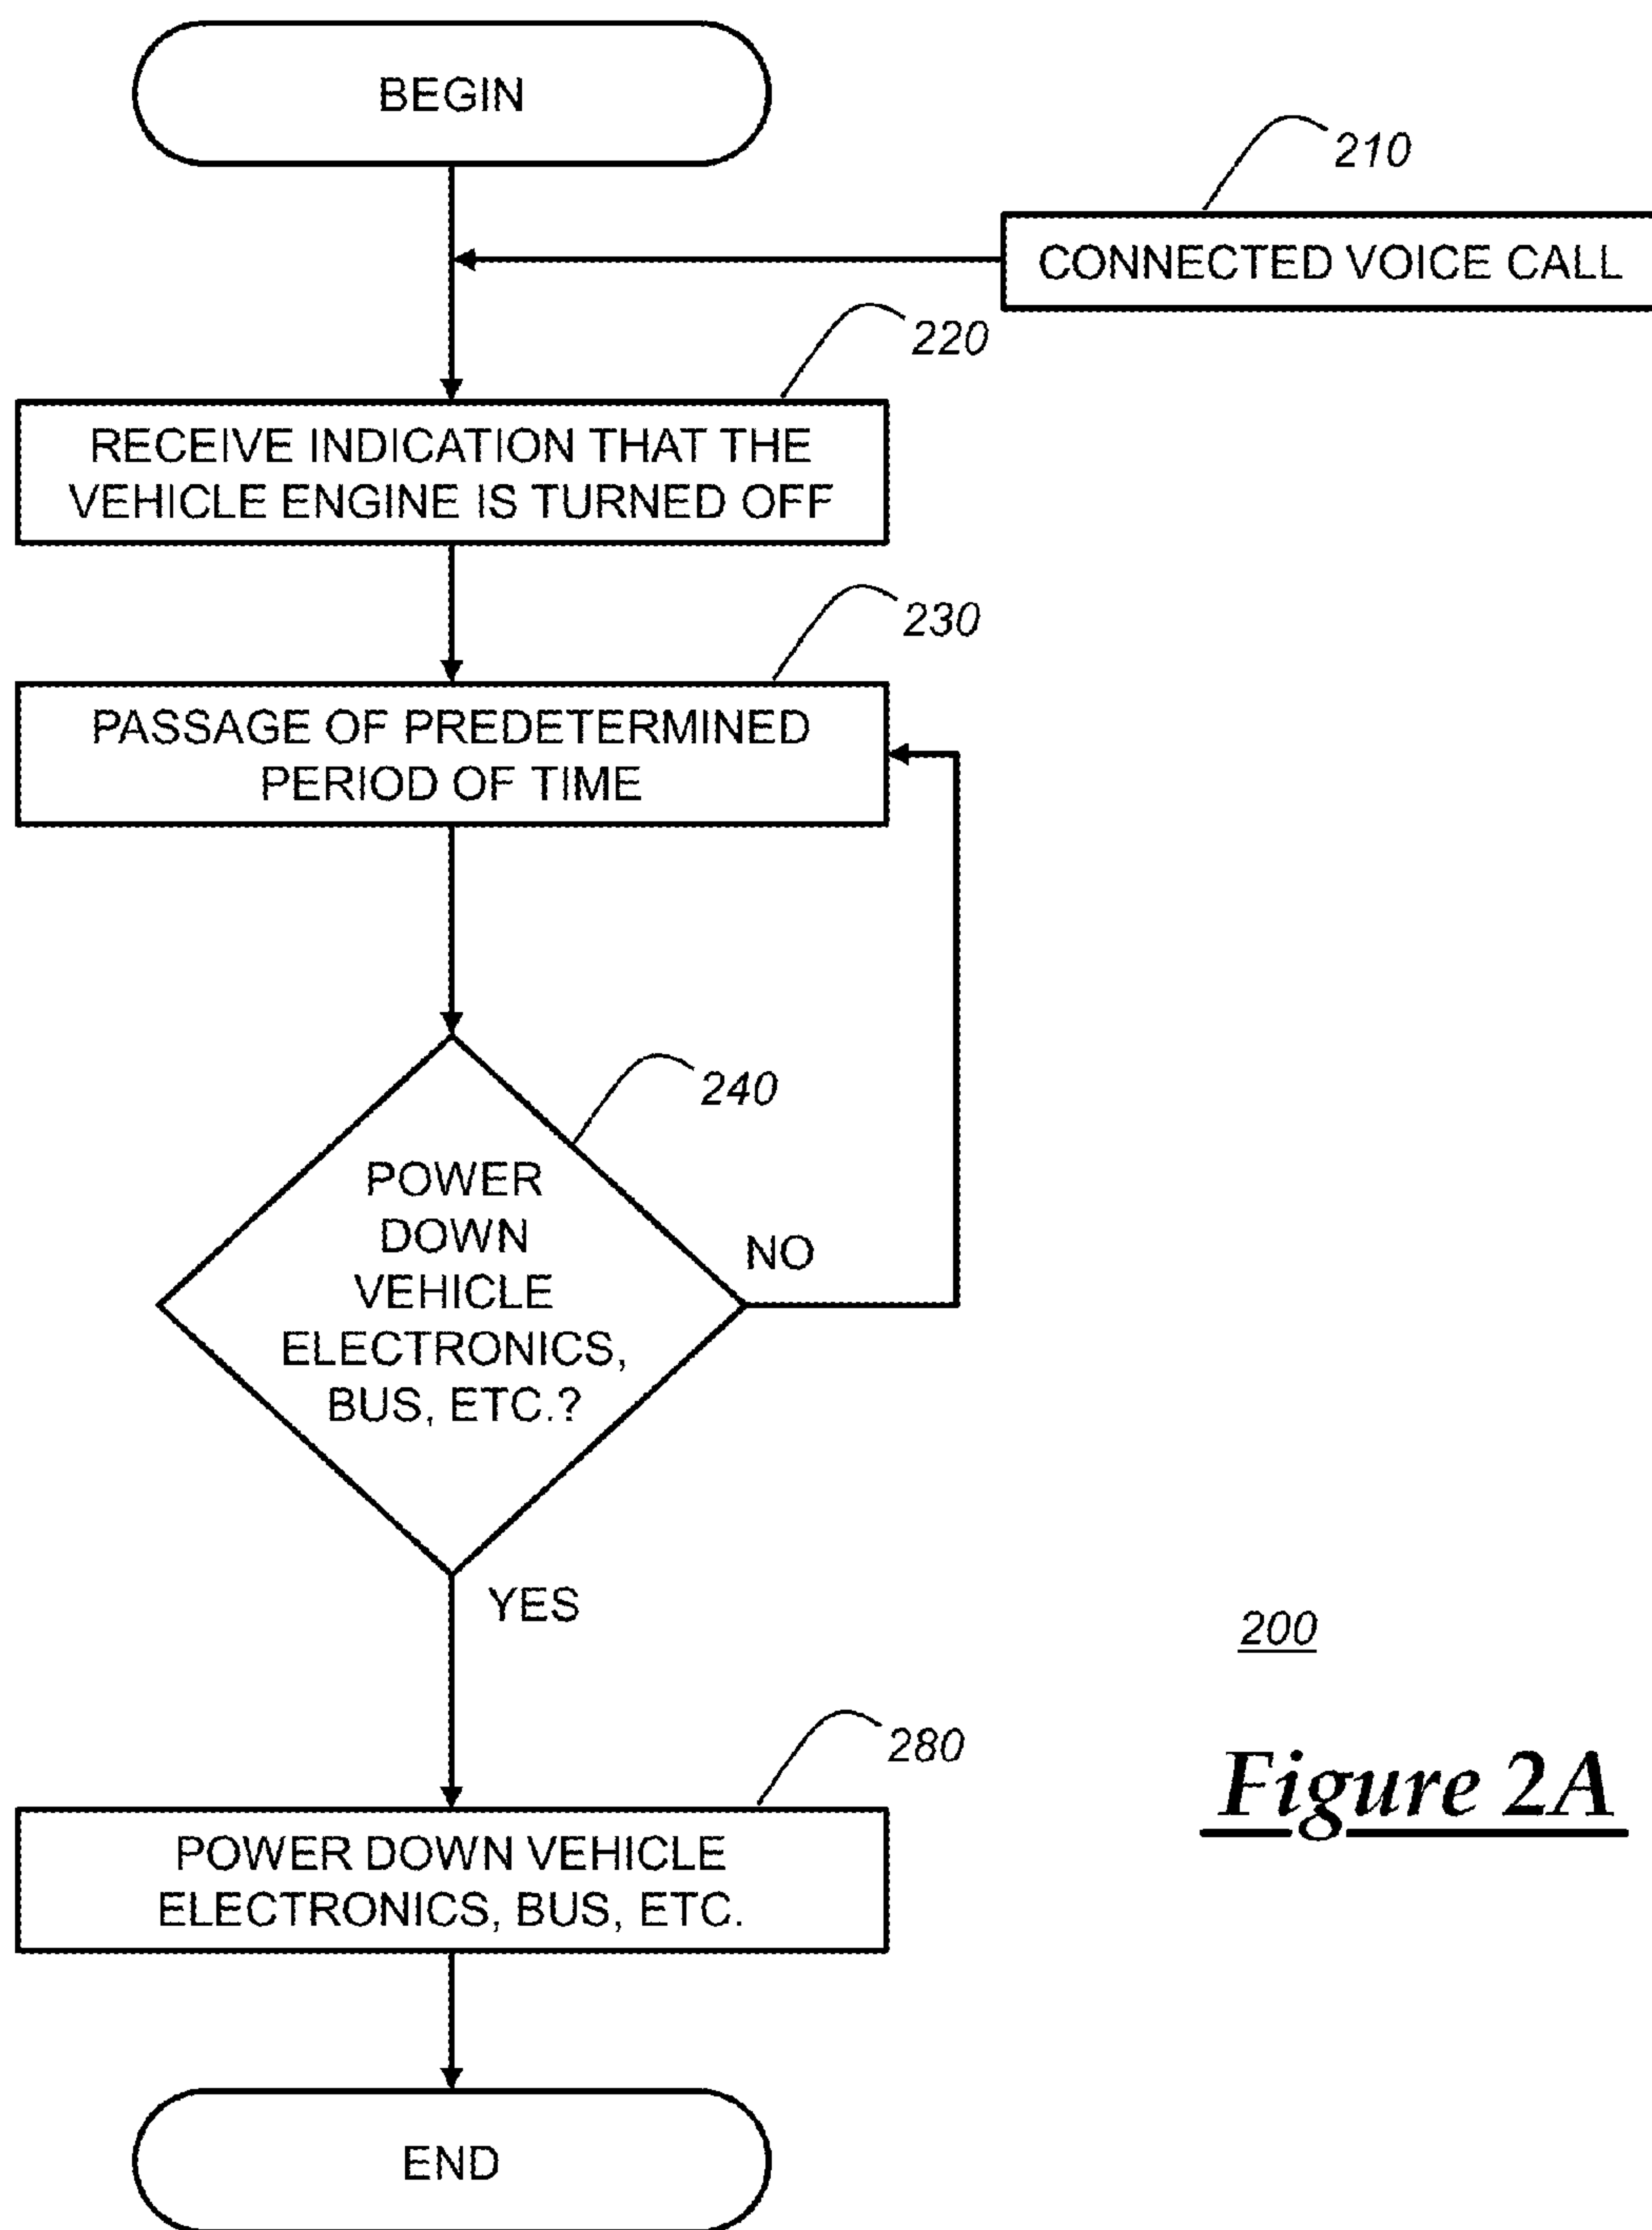 BEGIN
210
CONNECTED VOICE CALL
220
RECEIVE INDICATION THAT THE
VEHICLE ENGINE IS TURNED OFF
230
PASSAGE OF PREDETERMINED
PERIOD OF TIME
240
POWER
DOWN
VEHICLE
ELECTRONICS,
BUS, ETC.?
NO
YES
200
280
Figure 2A
POWER DOWN VEHICLE
ELECTRONICS, BUS, ETC.
END